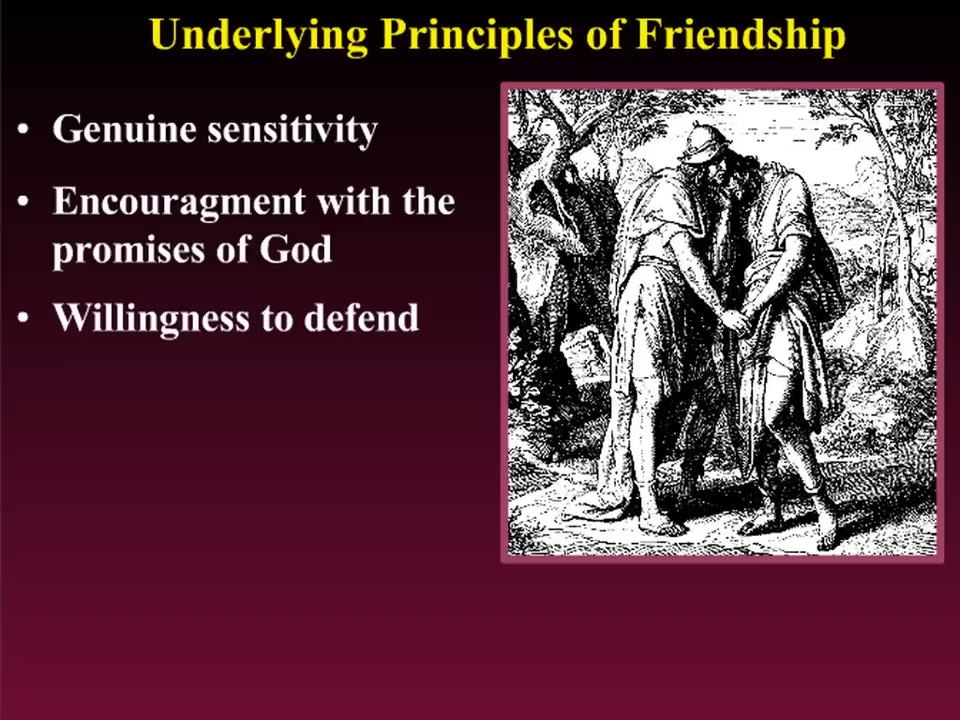 Underlying Principles of Friendship
• Genuine sensitivity
• Encouragment with the
promises of God
• Willingness to defend